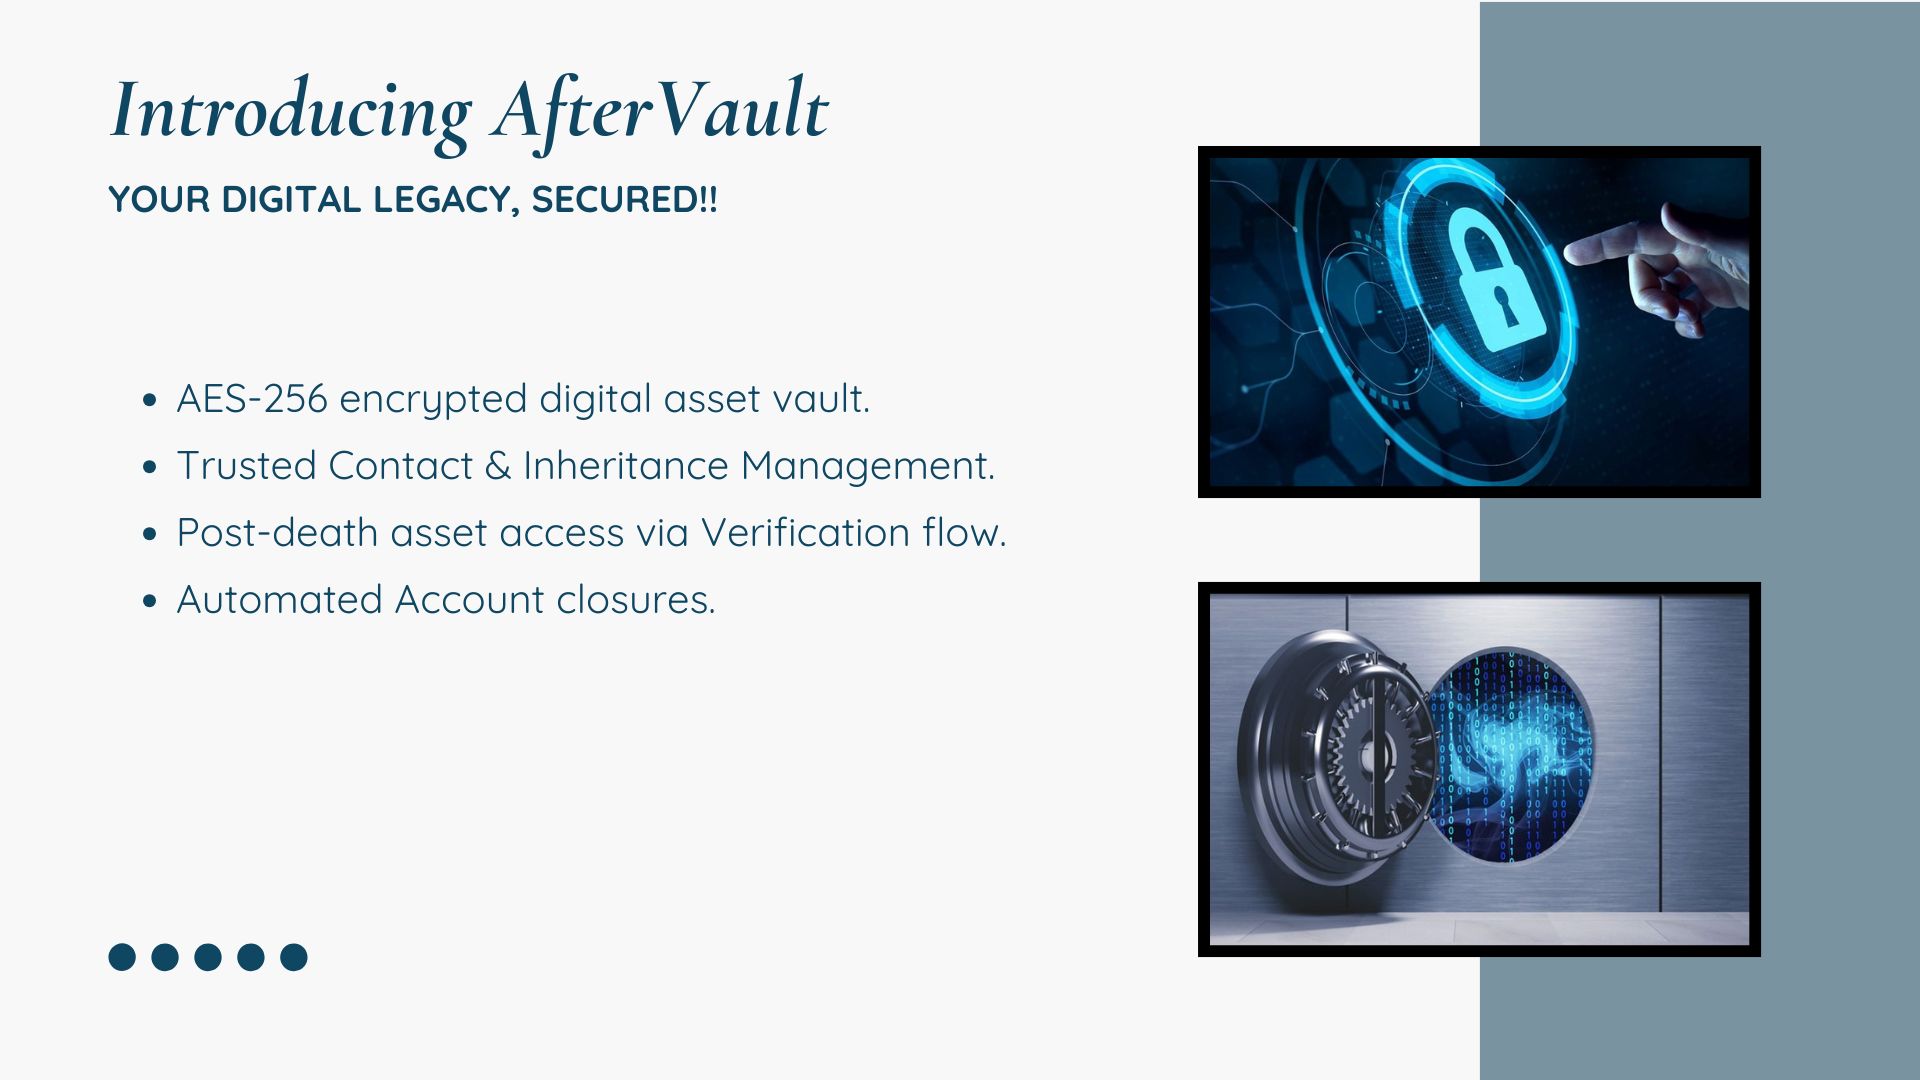 Introducing AfterVault
YOUR DIGITAL LEGACY, SECURED!!
• AES-256 encrypted digital asset vault.
• Trusted Contact & Inheritance Management.
• Post-death asset access via Verification flow.
• Automated Account closures.